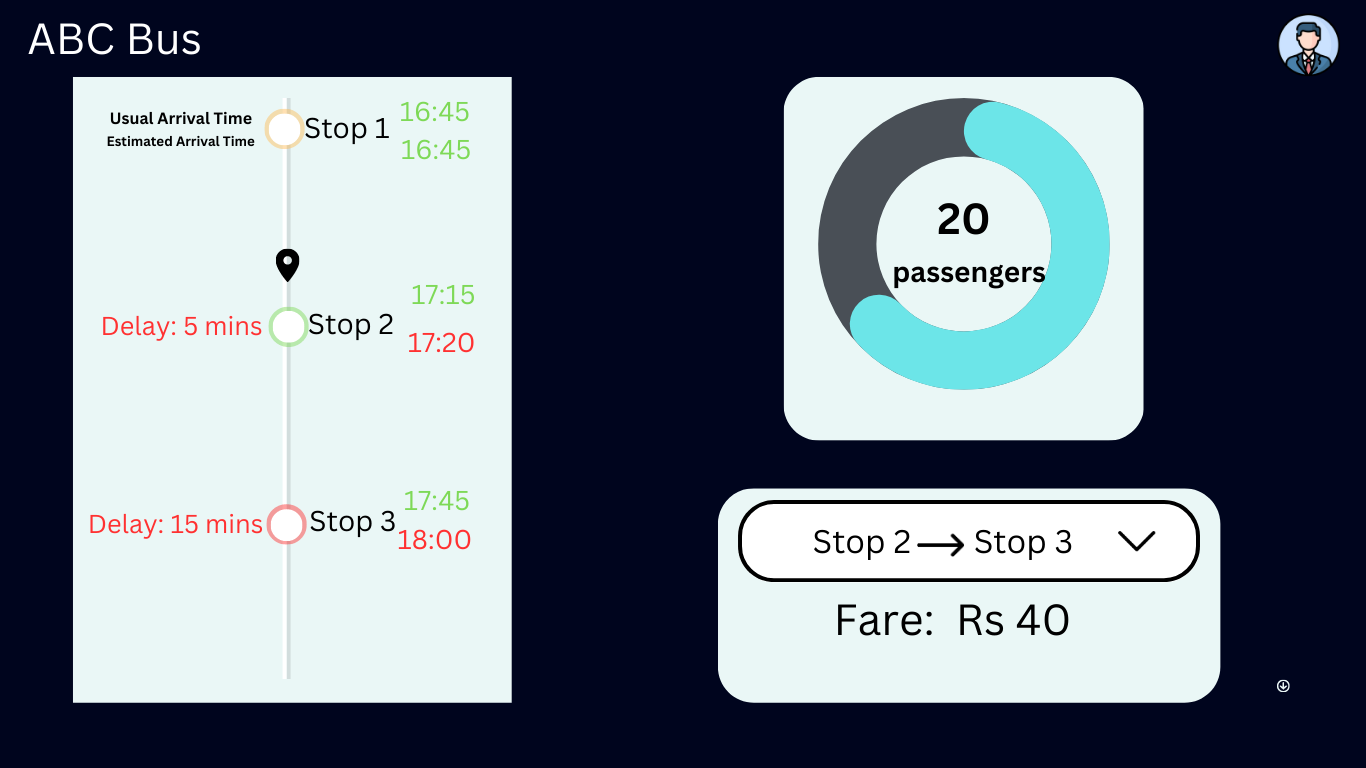 ABC Bus
Usual Arrival Time
Estimated Arrival Time
Stop 1
16:45
16:45
Delay: 5 mins
Stop 2
17:15
17:20
Delay: 15 mins
Stop 3
17:45
18:00
20
passengers
Stop 2 → Stop 3
Fare: Rs 40